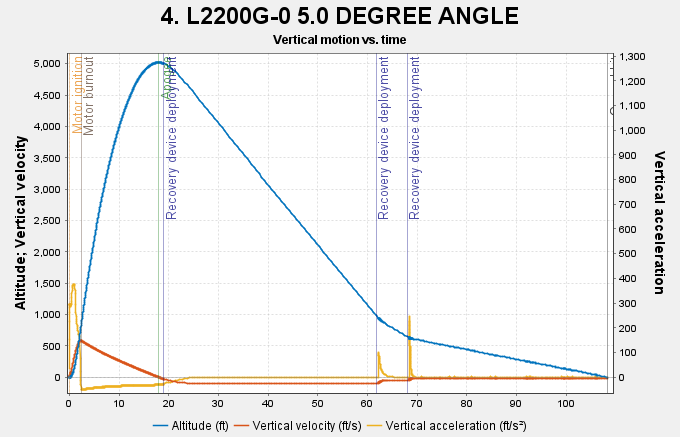 4. L2200G-0 5.0 DEGREE ANGLE
Vertical motion vs. time
Altitude; Vertical velocity
5,000
4,500
4,000
3,500
3,000
2,500
2,000
1,500
1,000
500
0
Motor ignition
Motor burnout
Apogee
Recovery device deployment
Recovery device deployment
Recovery device deployment
1,300
1,200
1,100
1,000
900
800
700
600
500
400
300
200
100
0
Vertical acceleration
0 10 20 30 40 50 60 70 80 90 100
Altitude (ft) Vertical velocity (ft/s) Vertical acceleration (ft/s²)